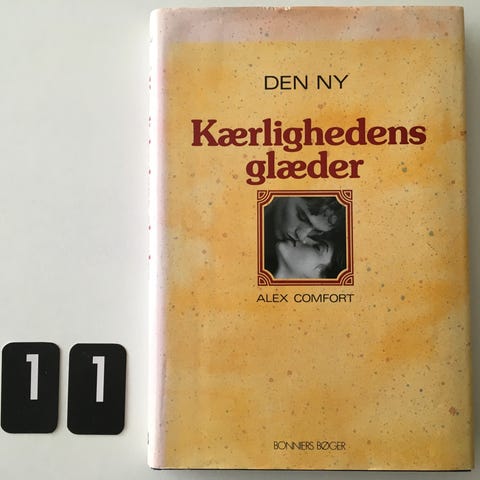 DEN NY
Kærlighedens
glæder
ALEX COMFORT
BONNIERS BØGER
1 1